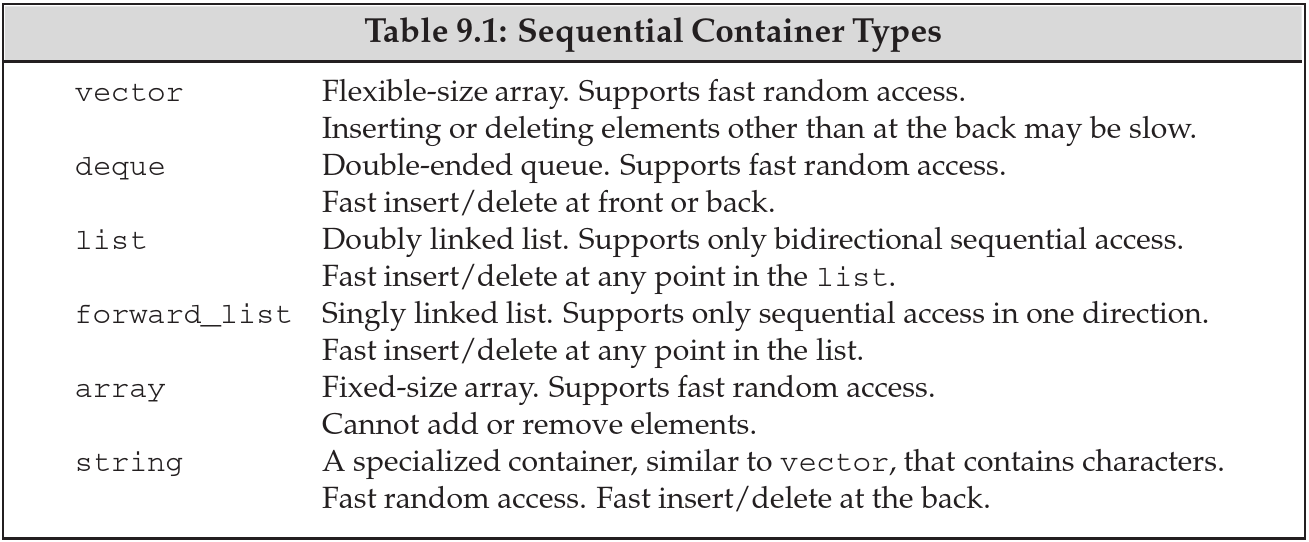 Table 9.1: Sequential Container Types
vector Flexible-size array. Supports fast random access.
Inserting or deleting elements other than at the back may be slow.
deque Double-ended queue. Supports fast random access.
Fast insert/delete at front or back.
list Doubly linked list. Supports only bidirectional sequential access.
Fast insert/delete at any point in the list.
forward_list Singly linked list. Supports only sequential access in one direction.
Fast insert/delete at any point in the list.
array Fixed-size array. Supports fast random access.
Cannot add or remove elements.
string A specialized container, similar to vector, that contains characters.
Fast random access. Fast insert/delete at the back.